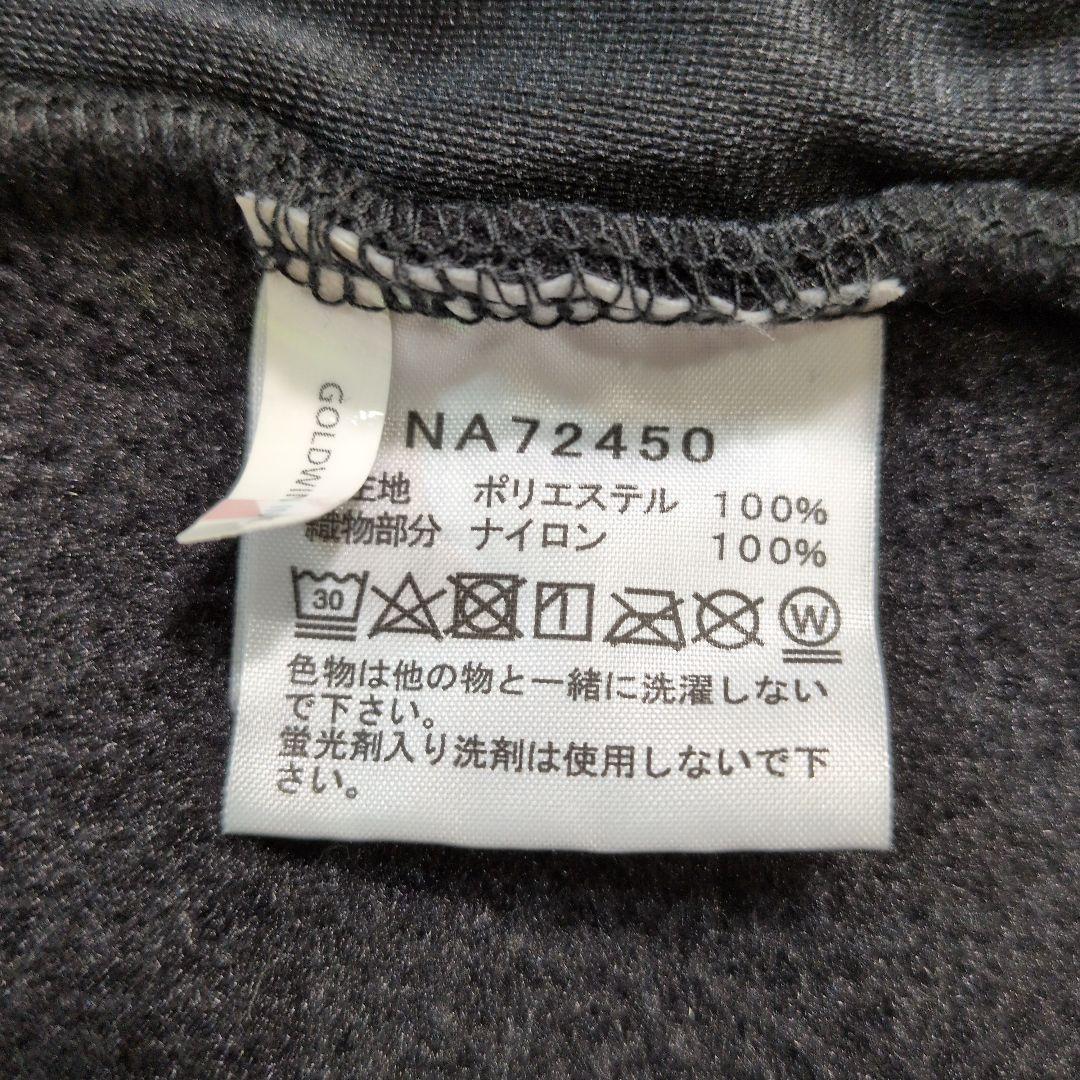 GOLDWI
NA72450
生地 ポリエステル 100%
織物部分 ナイロン 100%
30 W
色物は他の物と一緒に洗濯しない
で下さい。
蛍光剤入り洗剤は使用しないで下
さい。